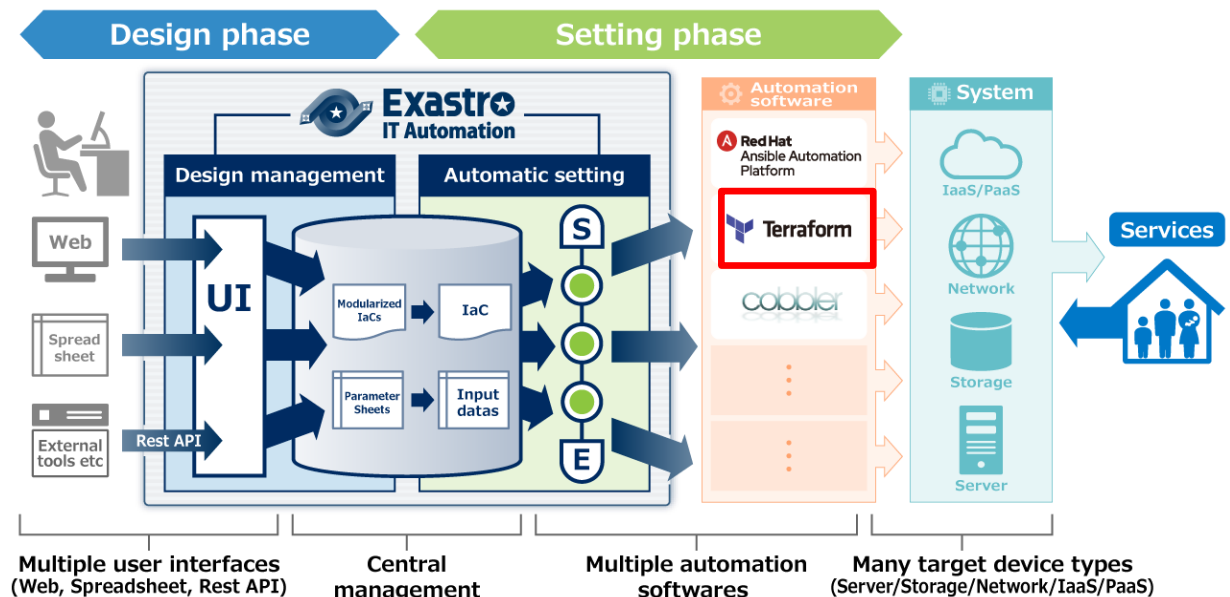 Design phase
Setting phase
Exastro
IT Automation
Design management
Automatic setting
Automation
software
System
Web
Spread
sheet
External
tools etc
Rest API
UI
Modularized
IaCs
IaC
Parameter
Sheets
Input
datas
S
E
Red Hat
Ansible Automation
Platform
Terraform
cobbler
IaaS/PaaS
Network
Storage
Server
Services
Multiple user interfaces
(Web, Spreadsheet, Rest API)
Central
management
Multiple automation
softwares
Many target device types
(Server/Storage/Network/IaaS/PaaS)